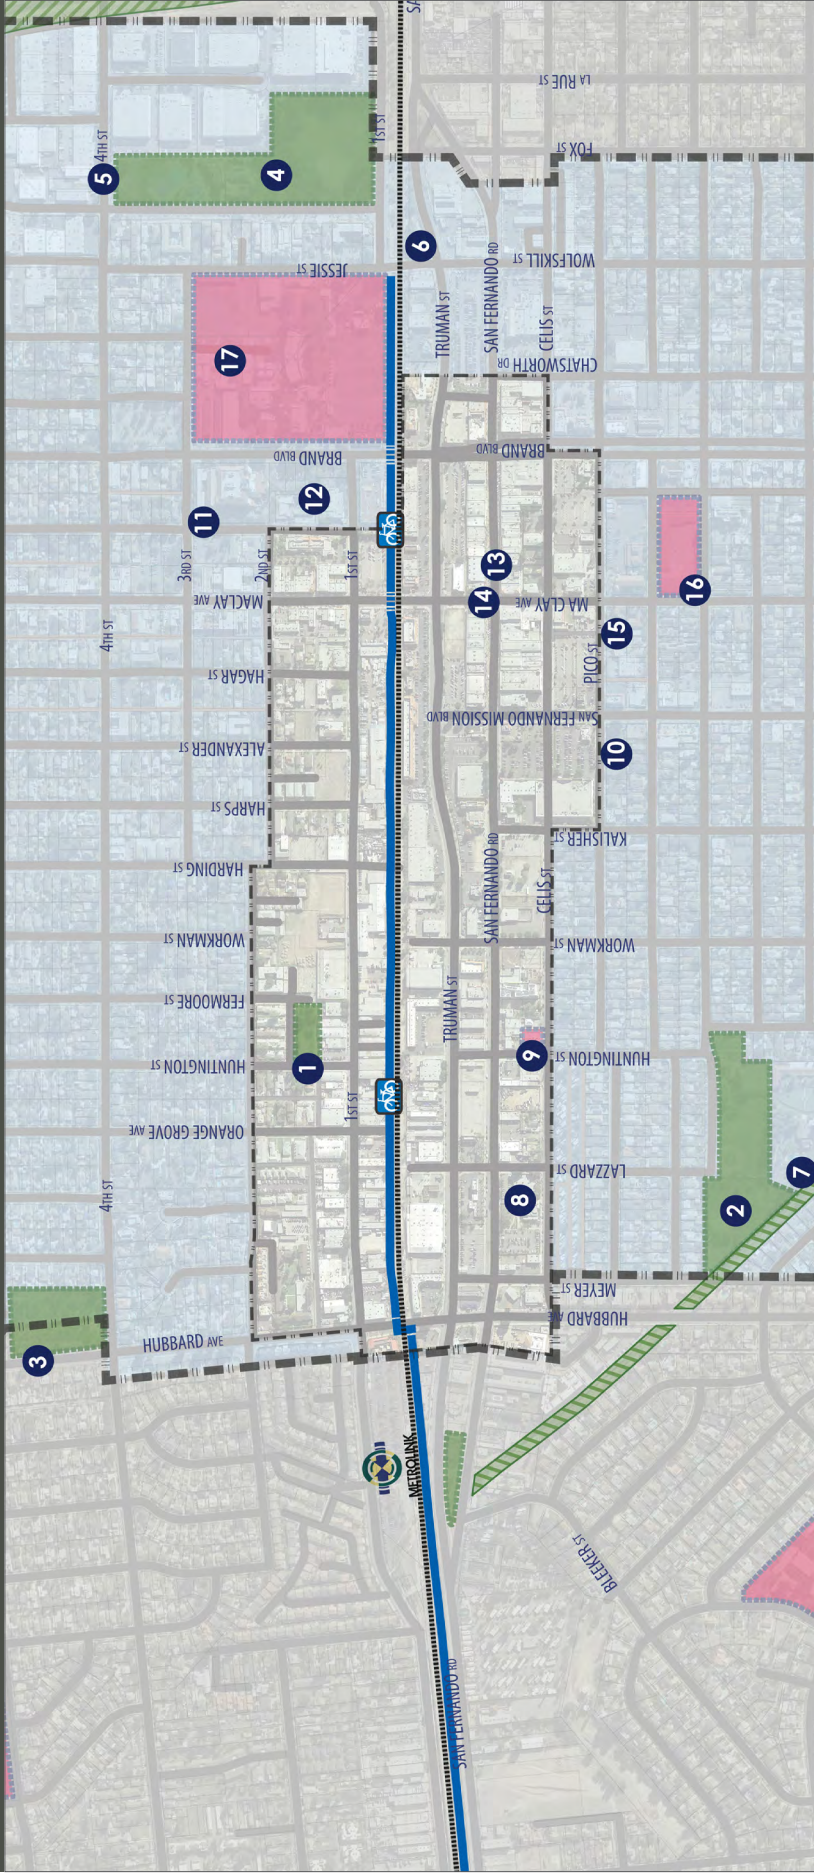 SA
LA RUE ST
FOX ST
1ST ST
4TH ST
5
4
6
WOLFSKILL ST
JESSIE ST
SAN FERNANDO RD
TRUMAN ST
CELIS ST
CHATSWORTH DR
17
BRAND BLVD
BRAND BLVD
12
11
3RD ST
2ND ST
1ST ST
13
16
14
MACLAY AVE
MA CLAY AVE
15
4TH ST
PICO ST
HAGAR ST
SAN FERNANDO MISSION BLVD
ALEXANDER ST
10
HARPS ST
KALISHER ST
HARDING ST
SAN FERNANDO RD
CELIS ST
WORKMAN ST
WORKMAN ST
FERMOORE ST
TRUMAN ST
9
1
HUNTINGTON ST
HUNTINGTON ST
1ST ST
ORANGE GROVE AVE
LAZZARD ST
7
4TH ST
8
2
MEYER ST
HUBBARD AVE
HUBBARD AVE
3
METROLINK
BLEEKER ST
SAN FERNANDO RD